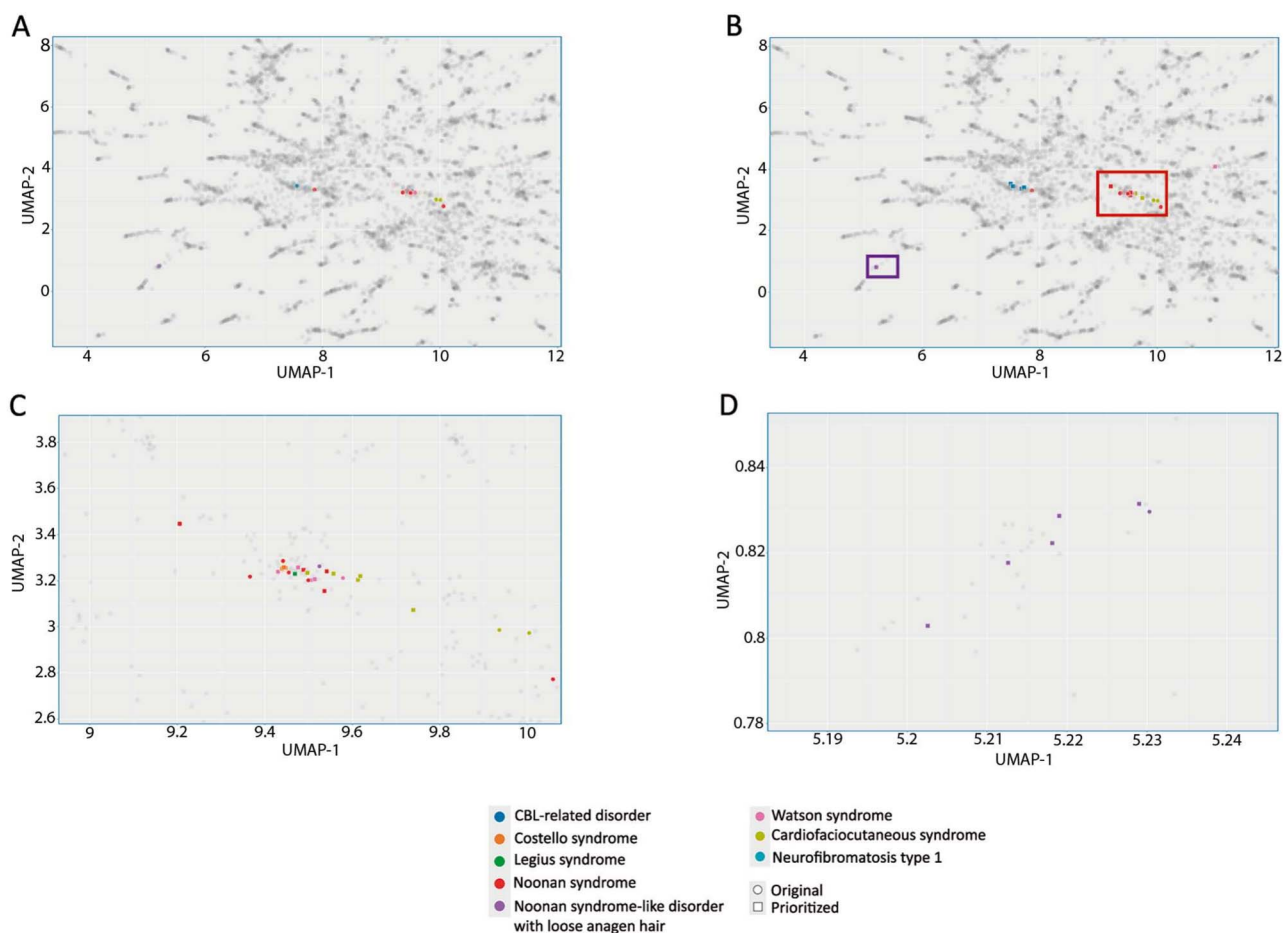 A
8
6
4
2
0
UMAP-2
4
6
8
10
12
UMAP-1
B
8
6
4
2
0
UMAP-2
4
6
8
10
12
UMAP-1
C
3.8
3.6
3.4
3.2
3
2.8
2.6
UMAP-2
9
9.2
9.4
9.6
9.8
10
UMAP-1
D
0.84
0.82
0.8
0.78
UMAP-2
5.19
5.2
5.21
5.22
5.23
5.24
UMAP-1
CBL-related disorder
Costello syndrome
Legius syndrome
Noonan syndrome
Noonan syndrome-like disorder
with loose anagen hair
Watson syndrome
Cardiofaciocutaneous syndrome
Neurofibromatosis type 1
Original
Prioritized